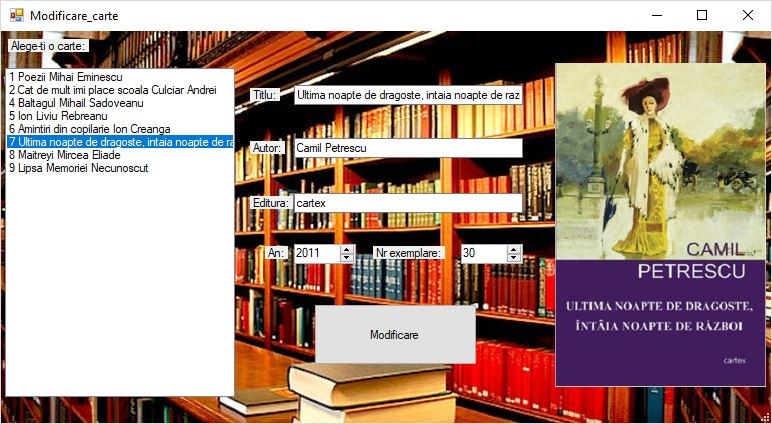 Modificare_carte
Alege-ti o carte:
1 Poezii Mihai Eminescu
2 Cat de mult imi place scoala Culciar Andrei
4 Baltagul Mihail Sadoveanu
5 Ion Liviu Rebreanu
6 Amintiri din copilarie Ion Creanga
7 Ultima noapte de dragoste, intaia noapte de ra
8 Maitreyi Mircea Eliade
9 Lipsa Memoriei Necunoscut
Titlu: Ultima noapte de dragoste, intaia noapte de raz
Autor: Camil Petrescu
Editura: cartex
An: 2011 Nr exemplare: 30
Modificare
CAMIL
PETRESCU
ULTIMA NOAPTE DE DRAGOSTE,
ÎNTÂIA NOAPTE DE RĂZBOI
cartex